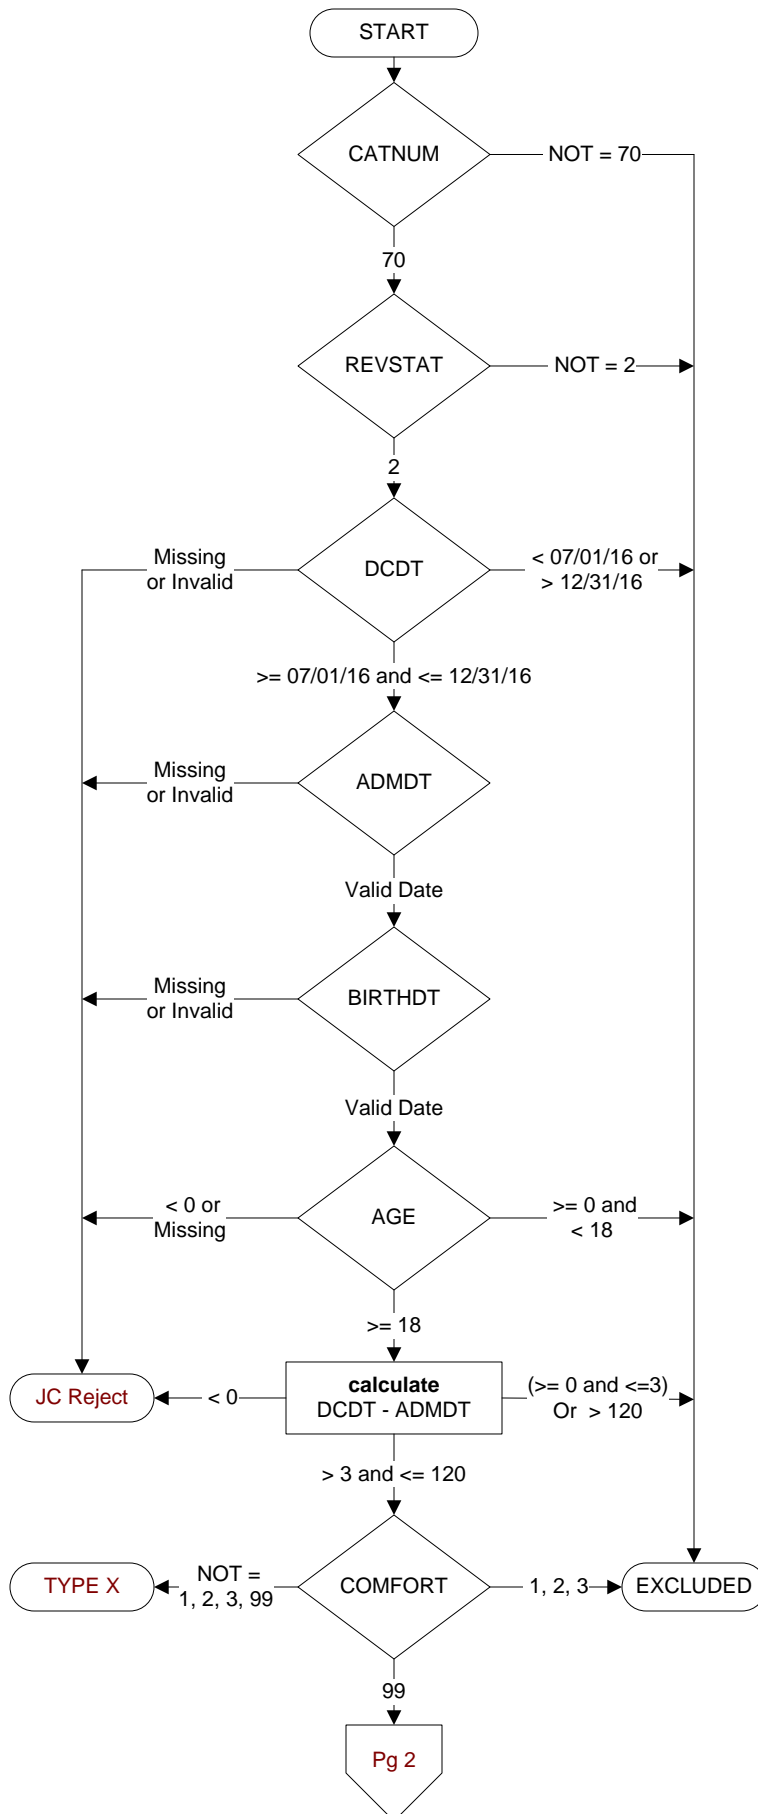 START
CATNUM
NOT = 70
70
REVSTAT
NOT = 2
2
Missing
or Invalid
DCDT
< 07/01/16 or
> 12/31/16
>= 07/01/16 and <= 12/31/16
Missing
or Invalid
ADMDT
Valid Date
Missing
or Invalid
BIRTHDT
Valid Date
< 0 or
Missing
AGE
>= 0 and
< 18
>= 18
JC Reject
< 0
calculate
DCDT - ADMDT
(>= 0 and <=3)
Or > 120
> 3 and <= 120
TYPE X
NOT =
1, 2, 3, 99
COMFORT
1, 2, 3
EXCLUDED
99
Pg 2